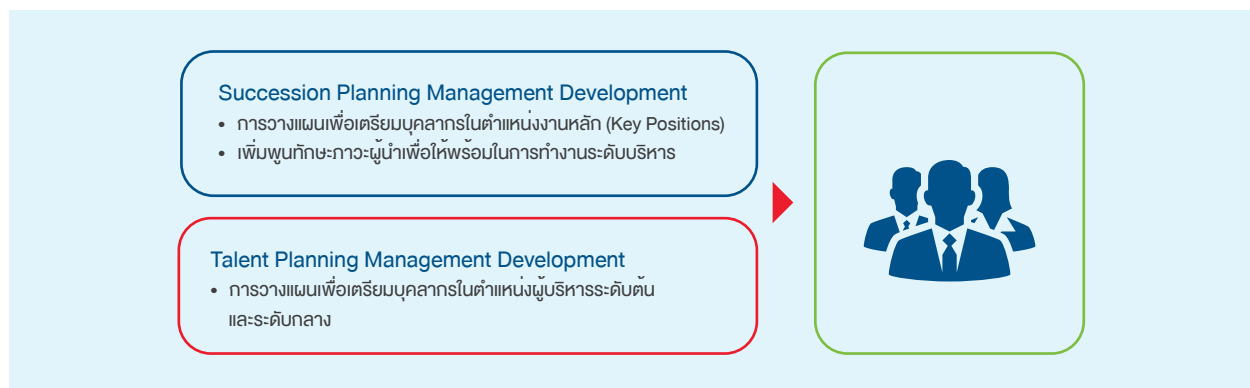 Succession Planning Management Development
• การวางแผนเพื่อเตรียมบุคลากรในตำแหน่งงานหลัก (Key Positions)
• เพิ่มพูนทักษะภาวะผู้นำเพื่อให้พร้อมในการทำงานระดับบริหาร
Talent Planning Management Development
• การวางแผนเพื่อเตรียมบุคลากรในตำแหน่งผู้บริหารระดับต้น
และระดับกลาง